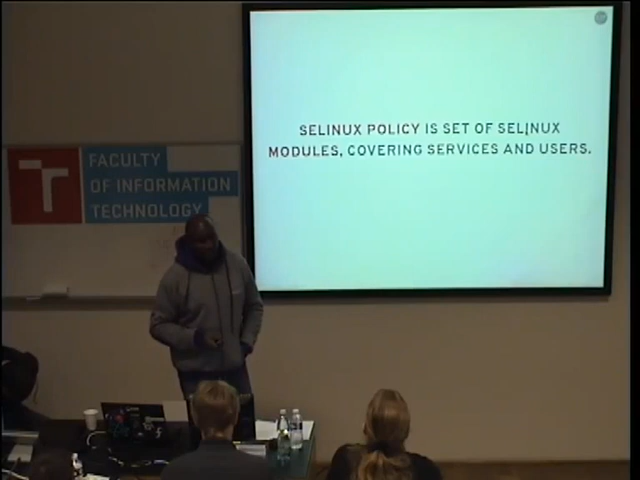 SELINUX POLICY IS SET OF SELINUX
MODULES, COVERING SERVICES AND USERS.
FACULTY
OF INFORMATION
TECHNOLOGY